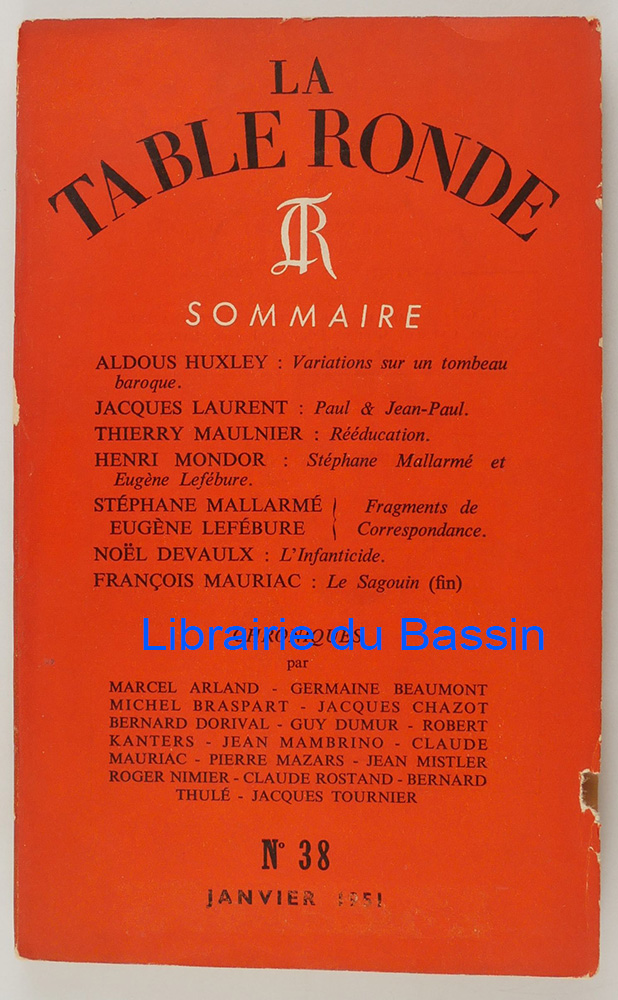 LA
TABLE RONDE
TR
SOMMAIRE
ALDOUS HUXLEY : Variations sur un tombeau
baroque.
JACQUES LAURENT : Paul & Jean-Paul.
THIERRY MAULNIER : Rééducation.
HENRI MONDOR : Stéphane Mallarmé et
Eugène Lefébure.
STÉPHANE MALLARMÉ } Fragments de
EUGÈNE LEFÉBURE } Correspondance.
NOËL DEVAULX : L'Infanticide.
FRANÇOIS MAURIAC : Le Sagouin (fin)
CHRONIQUES
Librairie du Bassin
par
MARCEL ARLAND - GERMAINE BEAUMONT
MICHEL BRASPART - JACQUES CHAZOT
BERNARD DORIVAL - GUY DUMUR - ROBERT
KANTERS - JEAN MAMBRINO - CLAUDE
MAURIAC - PIERRE MAZARS - JEAN MISTLER
ROGER NIMIER - CLAUDE ROSTAND - BERNARD
THULÉ - JACQUES TOURNIER
N° 38
JANVIER 1951